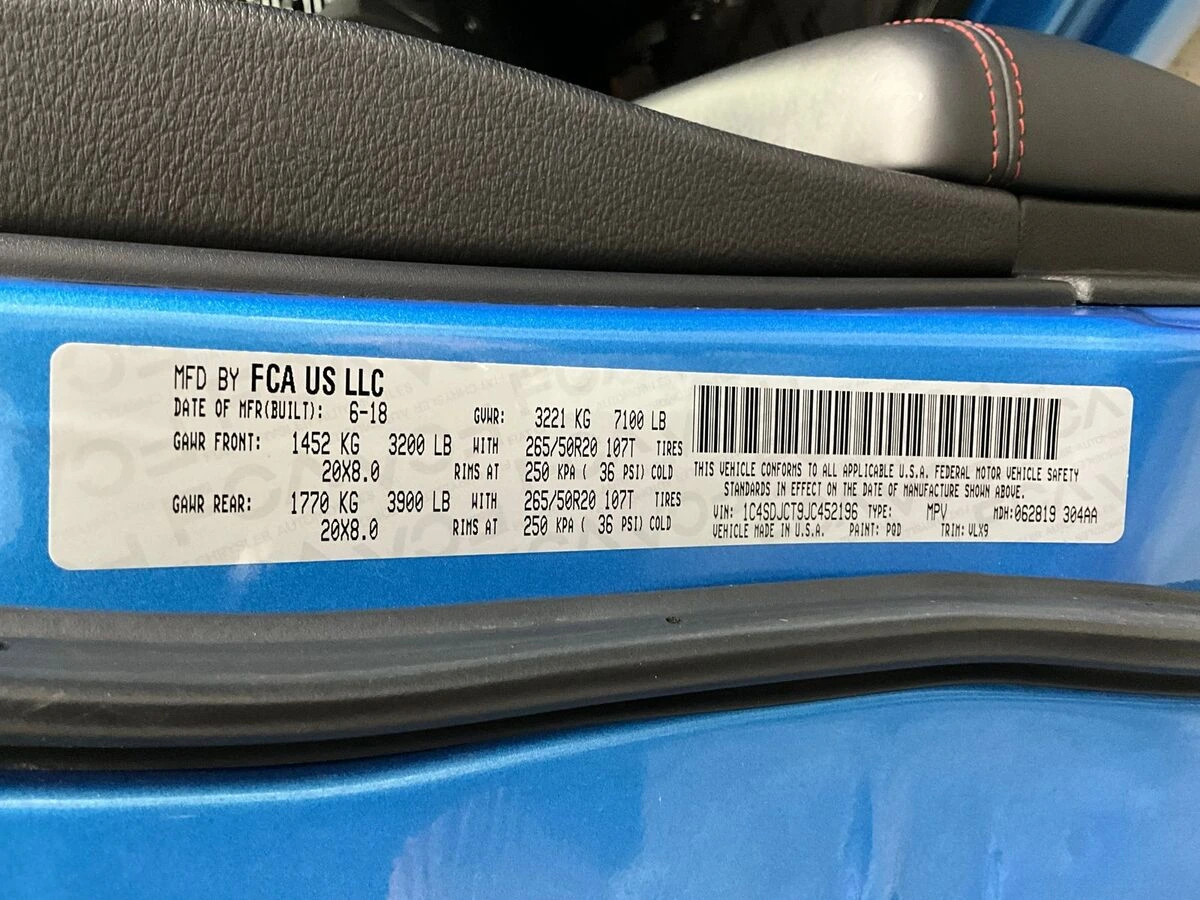 MFD BY FCA US LLC
DATE OF MFR(BUILT): 6-18 GVWR: 3221 KG 7100 LB
GAWR FRONT: 1452 KG 3200 LB WITH 265/50R20 107T TIRES
20X8.0 RIMS AT 250 KPA ( 36 PSI) COLD
GAWR REAR: 1770 KG 3900 LB WITH 265/50R20 107T TIRES
20X8.0 RIMS AT 250 KPA ( 36 PSI) COLD
THIS VEHICLE CONFORMS TO ALL APPLICABLE U.S.A. FEDERAL MOTOR VEHICLE SAFETY
STANDARDS IN EFFECT ON THE DATE OF MANUFACTURE SHOWN ABOVE.
VIN: 1C4SDJCT9JC452196 TYPE: MPV MDH: 062819 304AA
VEHICLE MADE IN U.S.A. PAINT: PQD TRIM: VLX9